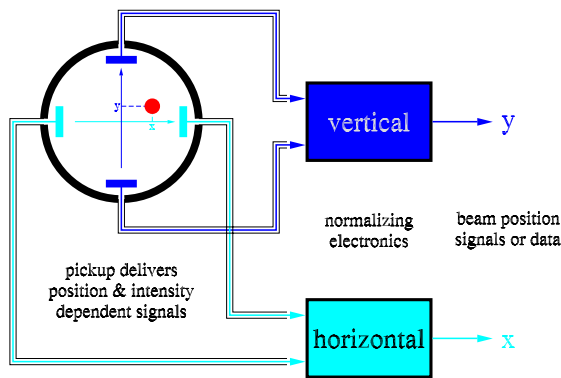 y
x
vertical
y
normalizing
electronics
beam position
signals or data
pickup delivers
position & intensity
dependent signals
horizontal
x